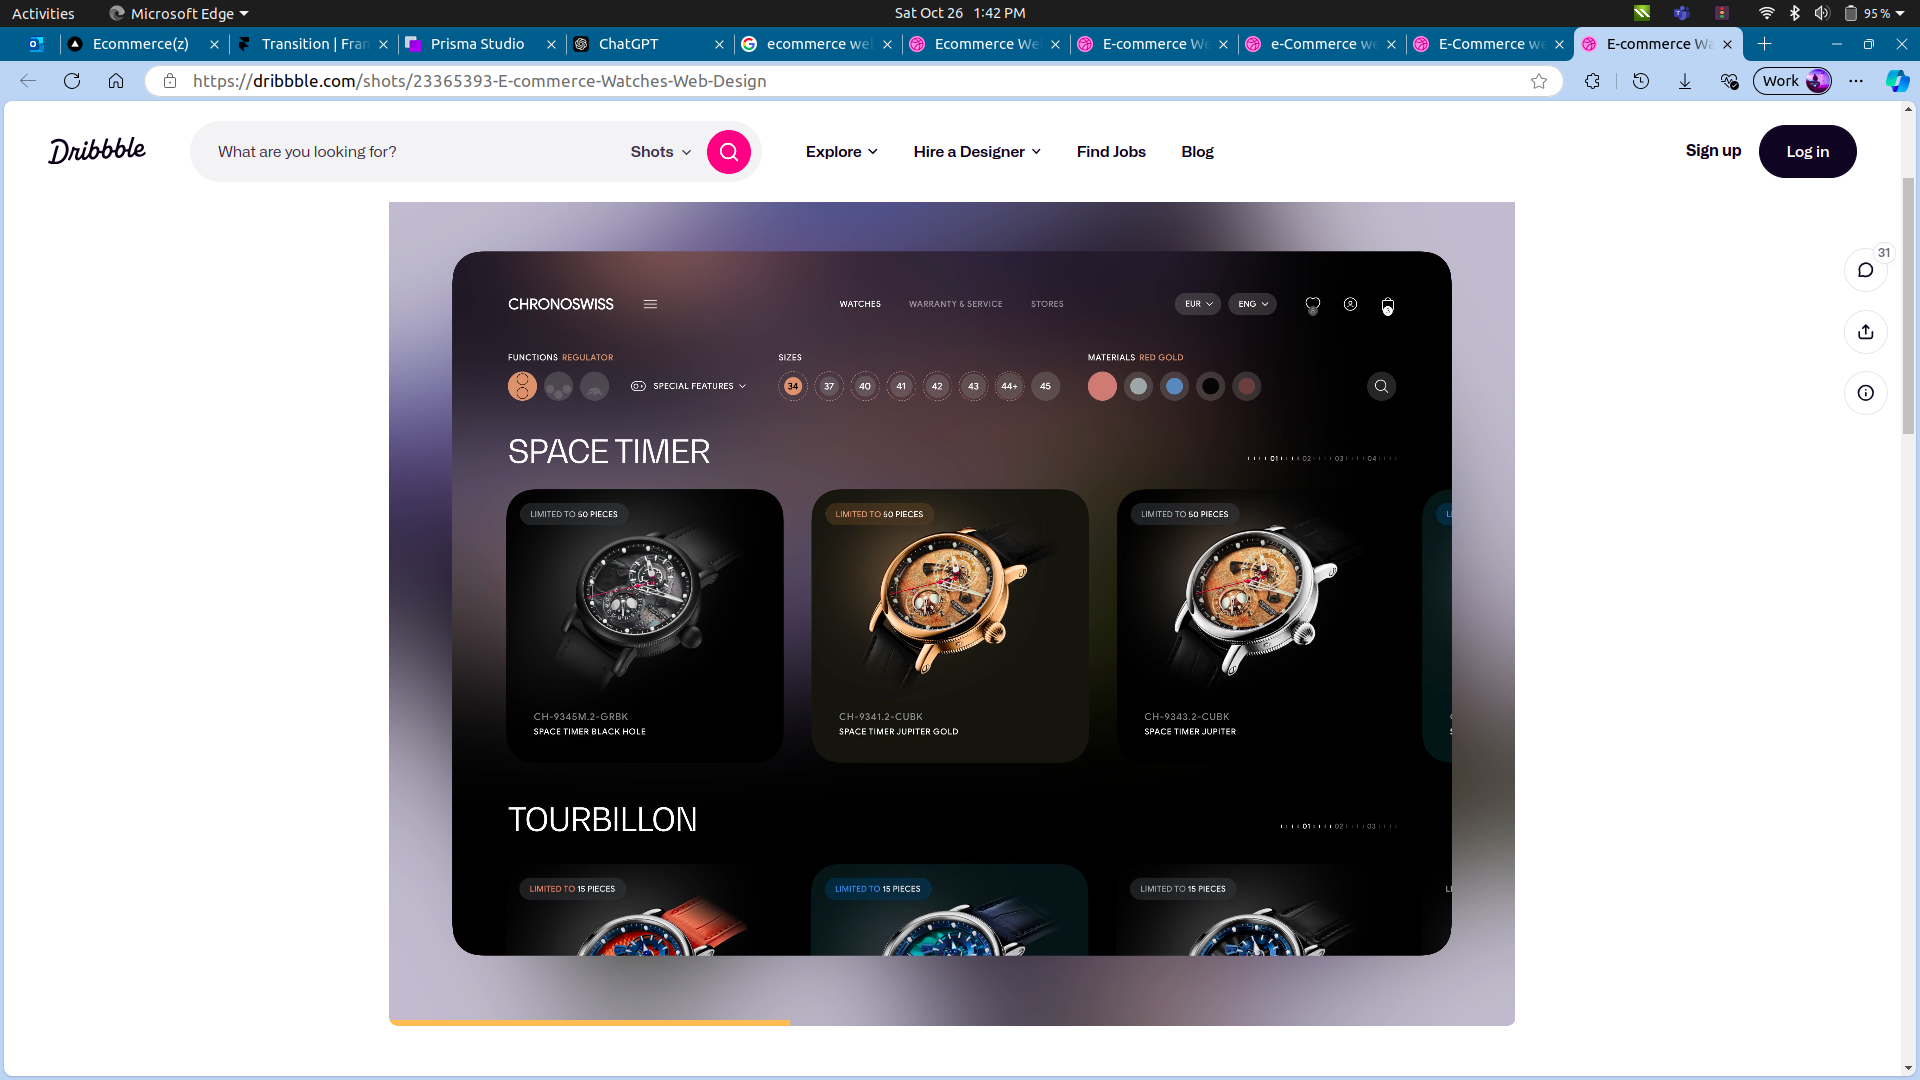 Activities
Microsoft Edge
Sat Oct 26 1:42 PM
95 %
Ecommerce(z)
Transition | Fran
Prisma Studio
ChatGPT
ecommerce web
Ecommerce We
E-commerce We
e-Commerce we
E-Commerce we
E-commerce Wa
https://dribbble.com/shots/23365393-E-commerce-Watches-Web-Design
Work
Dribbble
What are you looking for?
Shots
Explore
Hire a Designer
Find Jobs
Blog
Sign up
Log in
31
CHRONOSWISS
WATCHES
WARRANTY & SERVICE
STORES
EUR
ENG
FUNCTIONS REGULATOR
SIZES
MATERIALS RED GOLD
SPECIAL FEATURES
34 37 40 41 42 43 44+ 45
SPACE TIMER
01 02 03 04
LIMITED TO 50 PIECES
LIMITED TO 50 PIECES
LIMITED TO 50 PIECES
CH-9345M.2-GRBK
SPACE TIMER BLACK HOLE
CH-9341.2-CUBK
SPACE TIMER JUPITER GOLD
CH-9343.2-CUBK
SPACE TIMER JUPITER
TOURBILLON
01 02 03
LIMITED TO 15 PIECES
LIMITED TO 15 PIECES
LIMITED TO 15 PIECES